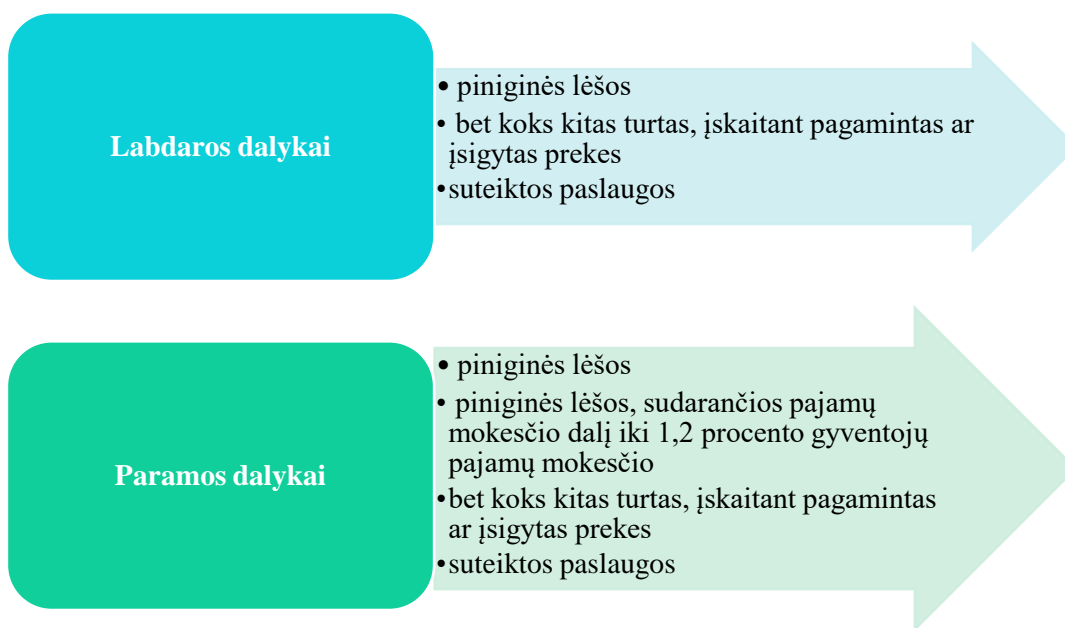 Labdaros dalykai
• piniginės lėšos
• bet koks kitas turtas, įskaitant pagamintas ar
įsigytas prekes
•suteiktos paslaugos
Paramos dalykai
• piniginės lėšos
• piniginės lėšos, sudarančios pajamų
mokesčio dalį iki 1,2 procento gyventojų
pajamų mokesčio
•bet koks kitas turtas, įskaitant pagamintas
ar įsigytas prekes
•suteiktos paslaugos